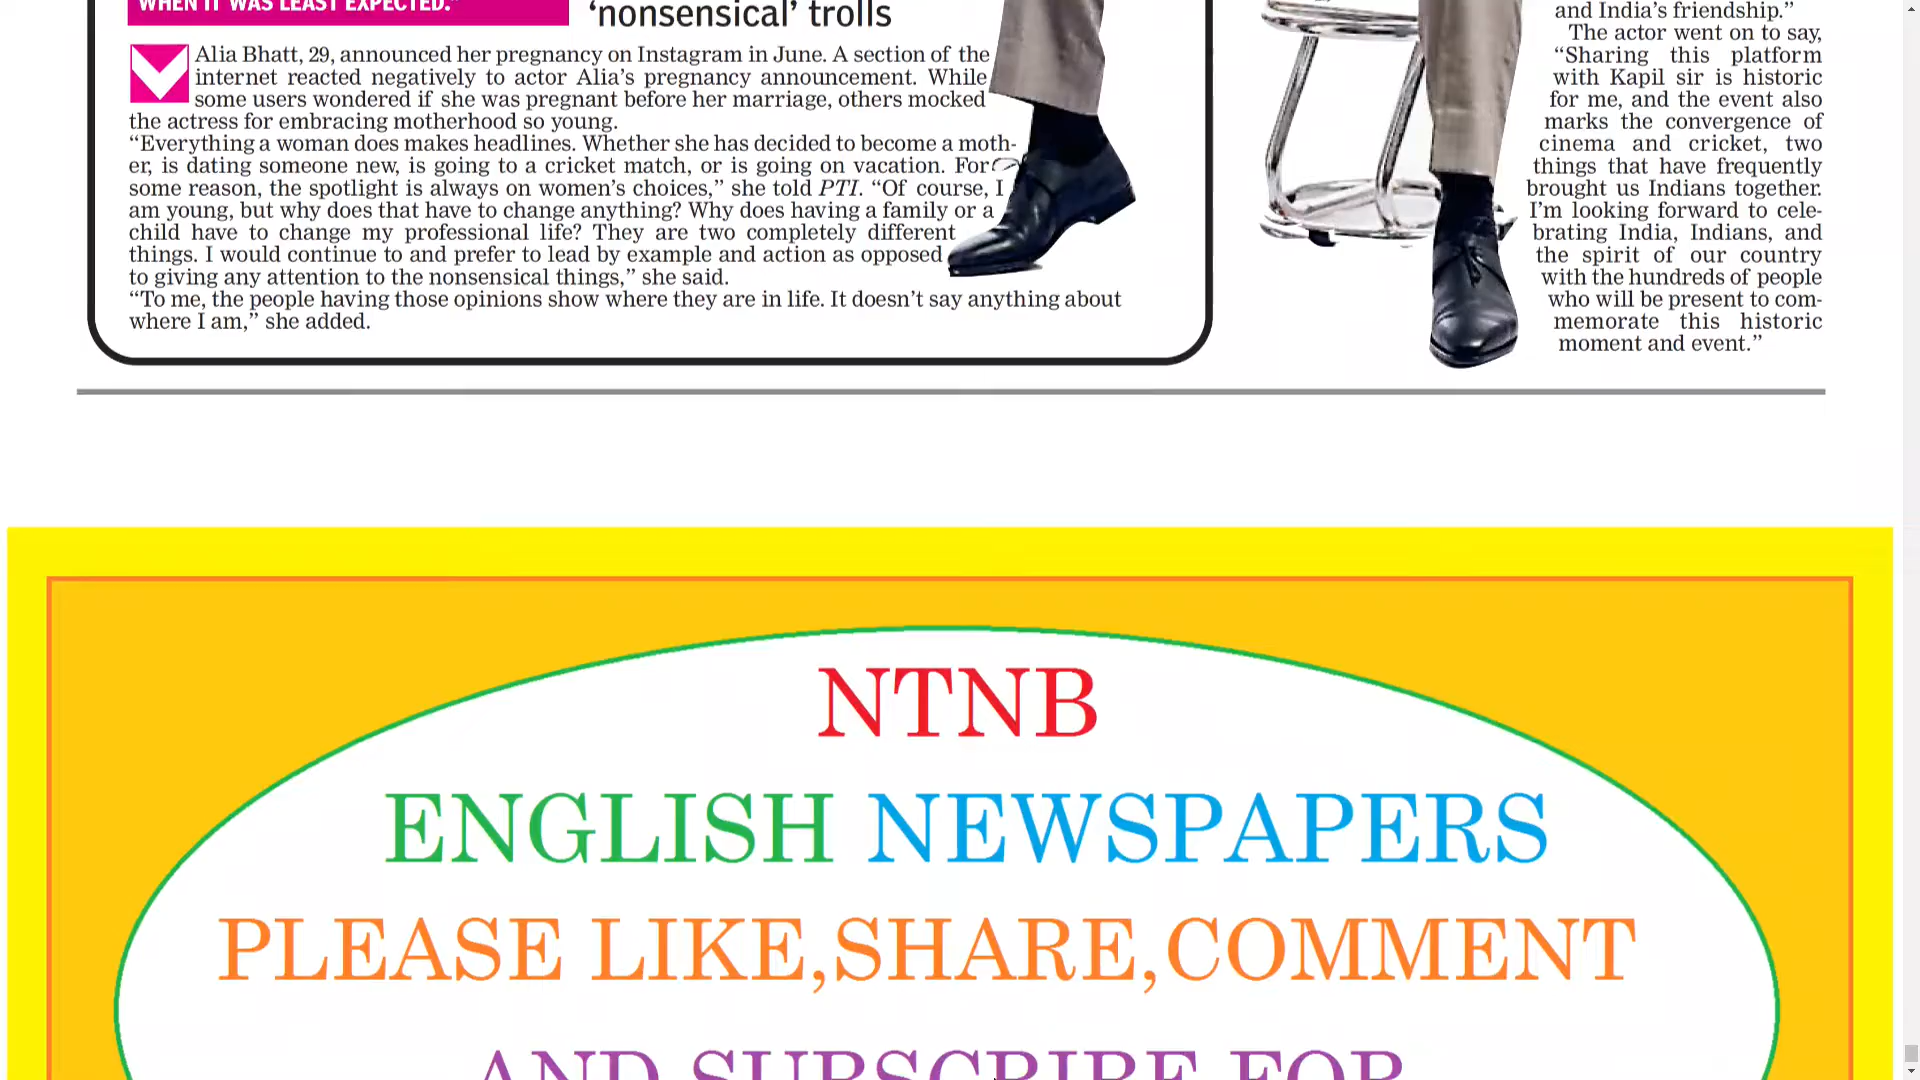 WHEN IT WAS LEAST EXPECTED.”
‘nonsensical’ trolls
Alia Bhatt, 29, announced her pregnancy on Instagram in June. A section of the
internet reacted negatively to actor Alia’s pregnancy announcement. While
some users wondered if she was pregnant before her marriage, others mocked
the actress for embracing motherhood so young.
“Everything a woman does makes headlines. Whether she has decided to become a moth-
er, is dating someone new, is going to a cricket match, or is going on vacation. For
some reason, the spotlight is always on women’s choices,” she told PTI. “Of course, I
am young, but why does that have to change anything? Why does having a family or a
child have to change my professional life? They are two completely different
things. I would continue to and prefer to lead by example and action as opposed
to giving any attention to the nonsensical things,” she said.
“To me, the people having those opinions show where they are in life. It doesn’t say anything about
where I am,” she added.
and India’s friendship.”
The actor went on to say,
“Sharing this platform
with Kapil sir is historic
for me, and the event also
marks the convergence of
cinema and cricket, two
things that have frequently
brought us Indians together.
I’m looking forward to cele-
brating India, Indians, and
the spirit of our country
with the hundreds of people
who will be present to com-
memorate this historic
moment and event.”
NTNB
ENGLISH NEWSPAPERS
PLEASE LIKE,SHARE,COMMENT
AND SUBSCRIBE FOR